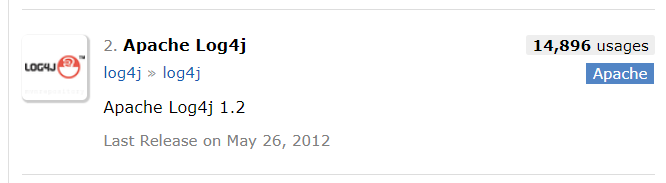 LOG4J™
2. Apache Log4j
14,896 usages
log4j » log4j
Apache
Apache Log4j 1.2
Last Release on May 26, 2012